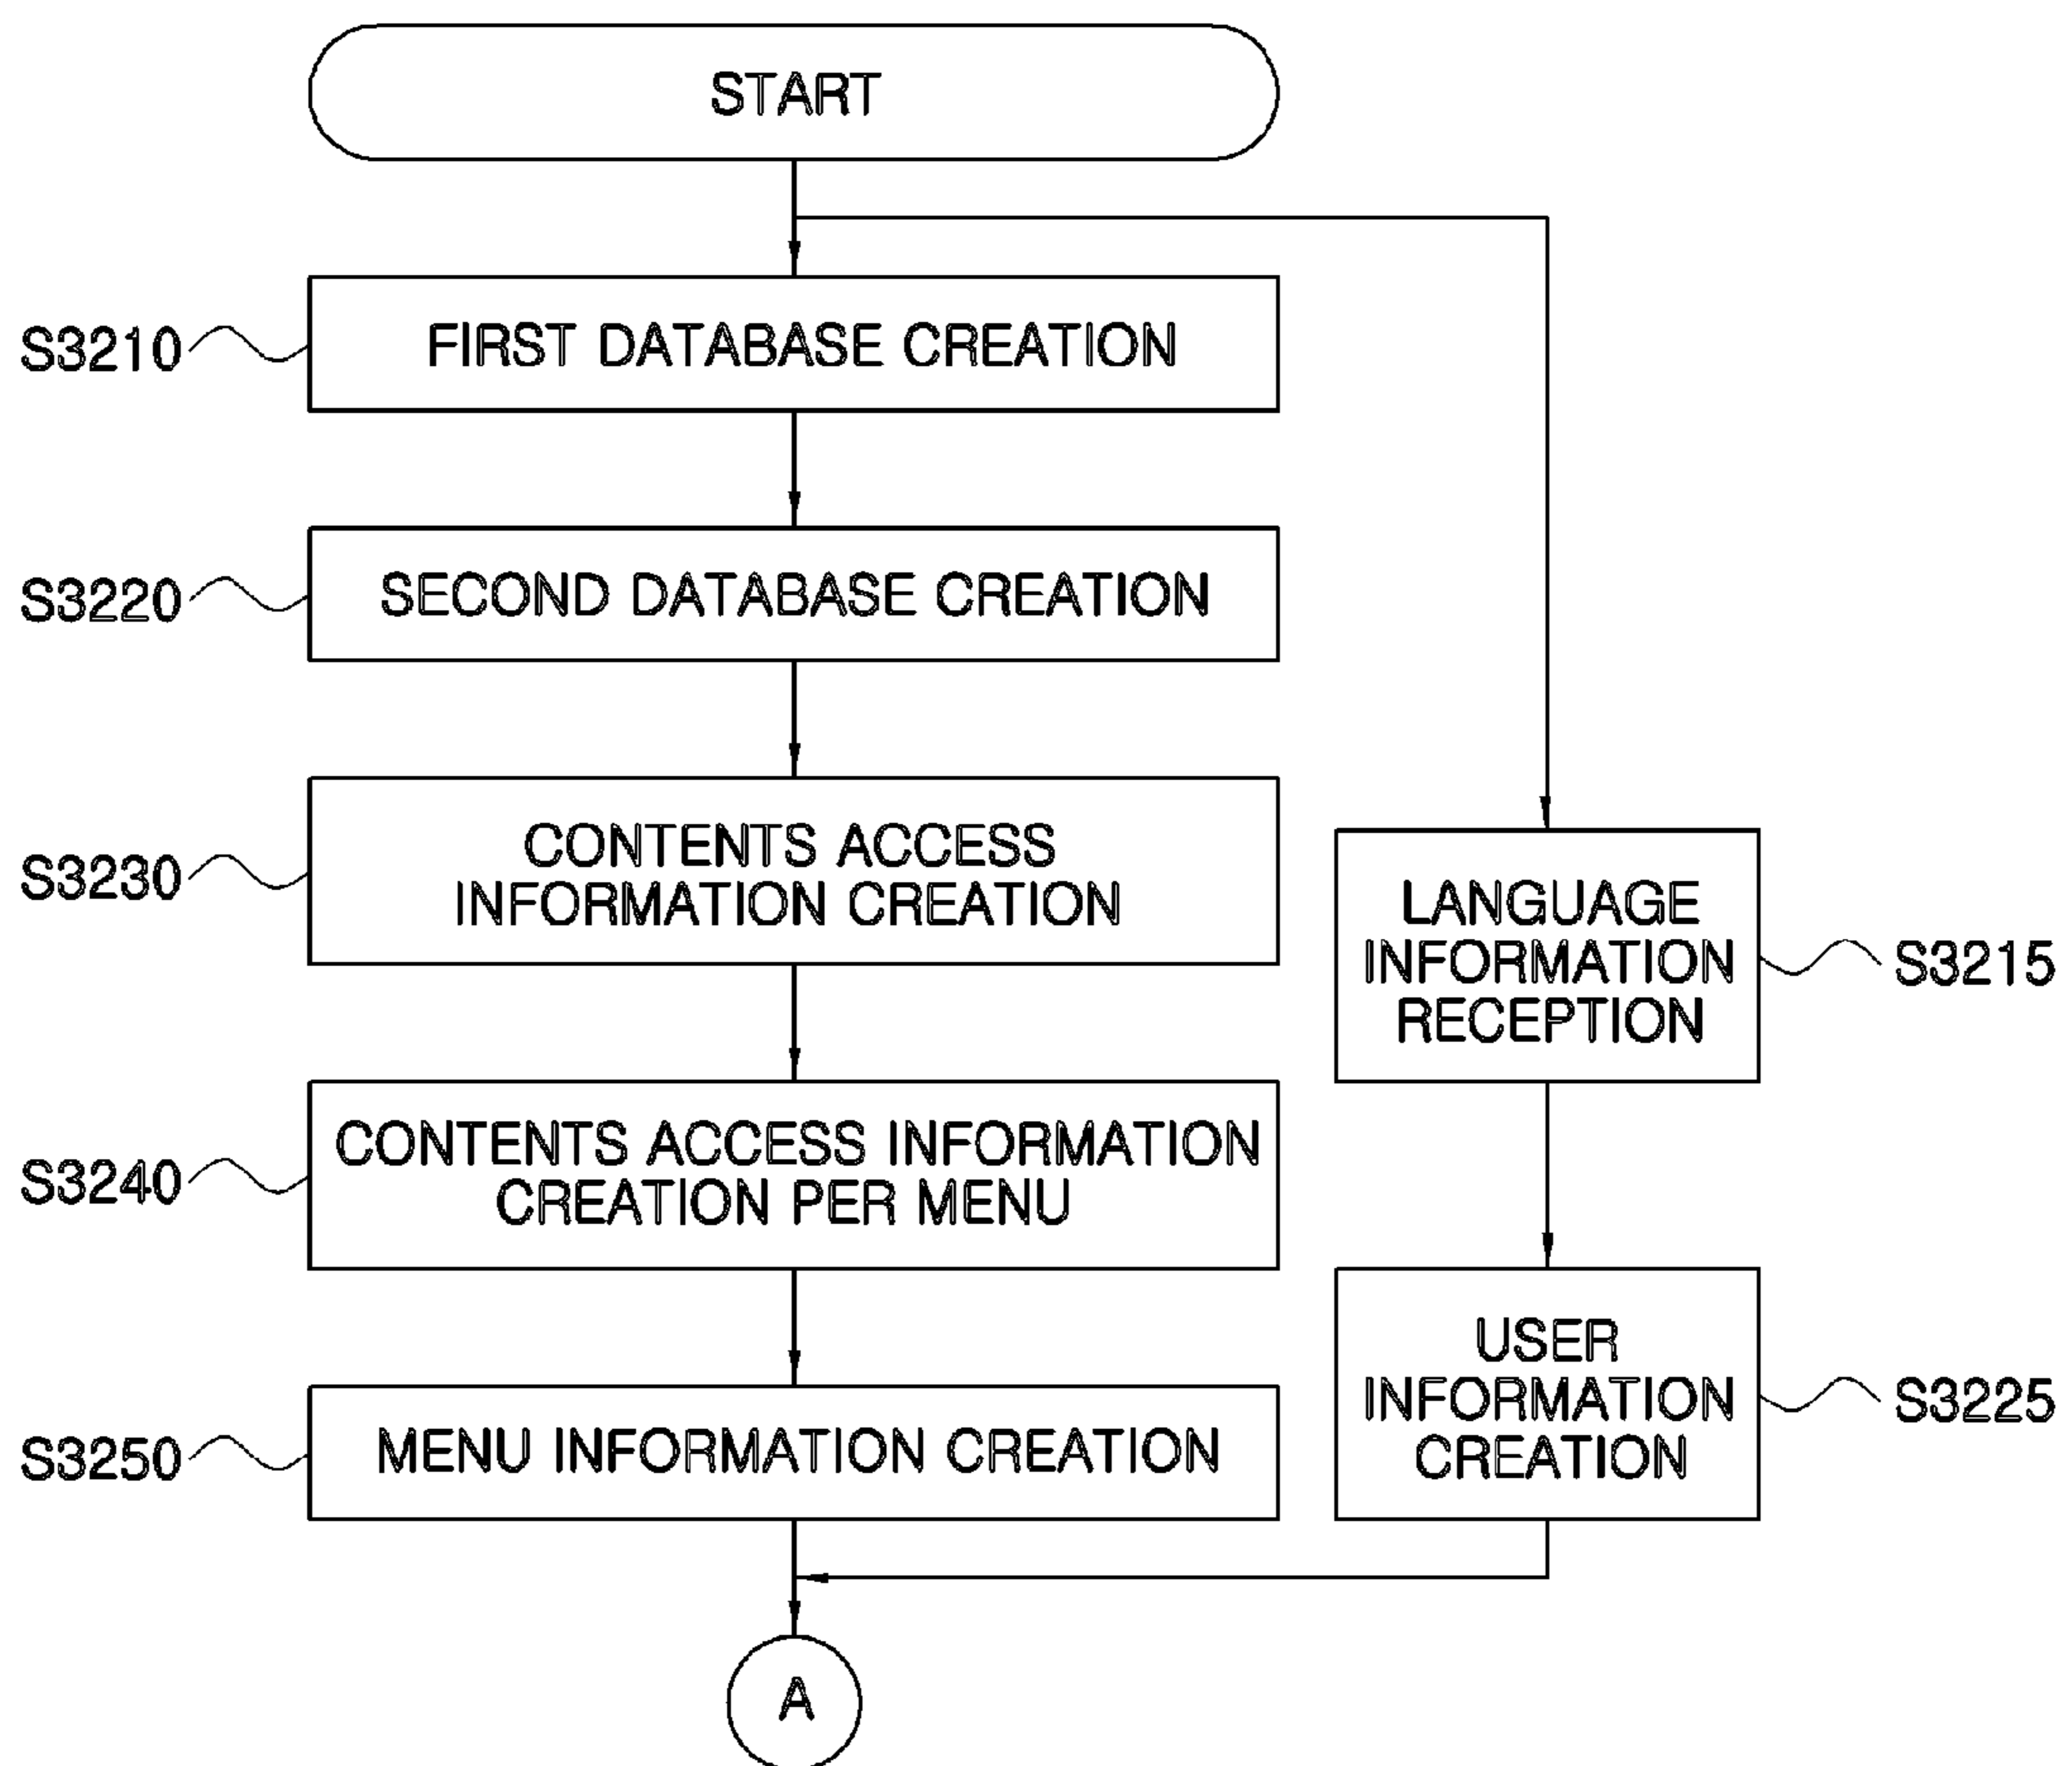 START
S3210
FIRST DATABASE CREATION
S3220
SECOND DATABASE CREATION
S3230
CONTENTS ACCESS
INFORMATION CREATION
S3240
CONTENTS ACCESS INFORMATION
CREATION PER MENU
S3250
MENU INFORMATION CREATION
LANGUAGE
INFORMATION
RECEPTION
S3215
USER
INFORMATION
CREATION
S3225
A